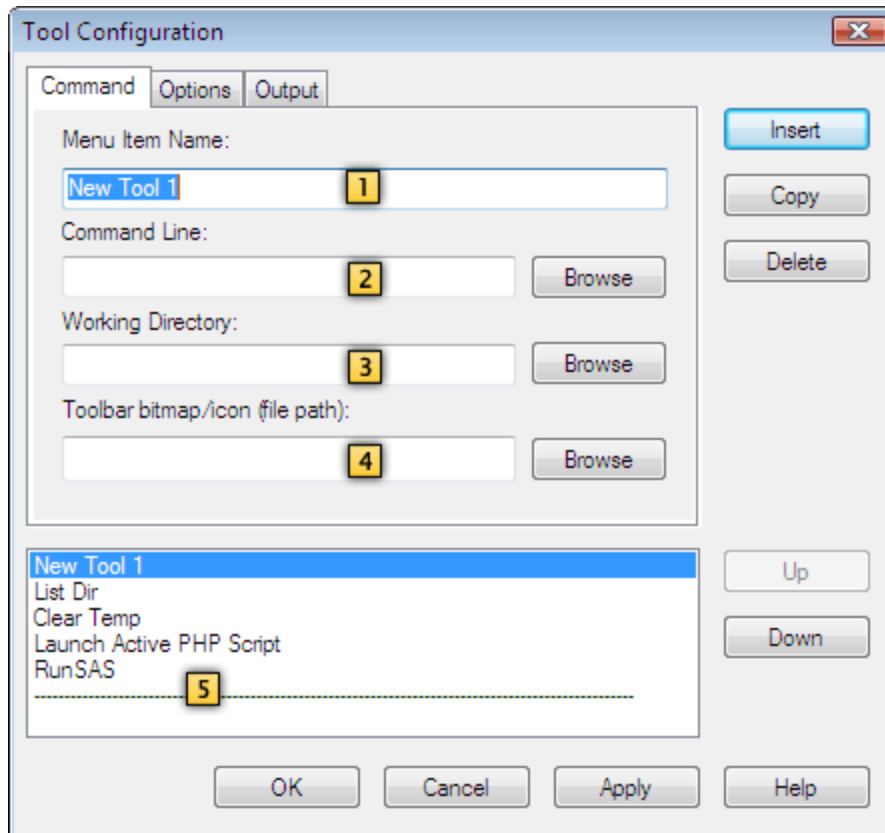 Tool Configuration
Command Options Output
Menu Item Name:
New Tool 1
1
Command Line:
2
Browse
Working Directory:
3
Browse
Toolbar bitmap/icon (file path):
4
Browse
Insert
Copy
Delete
New Tool 1
List Dir
Clear Temp
Launch Active PHP Script
RunSAS
5
Up
Down
OK Cancel Apply Help